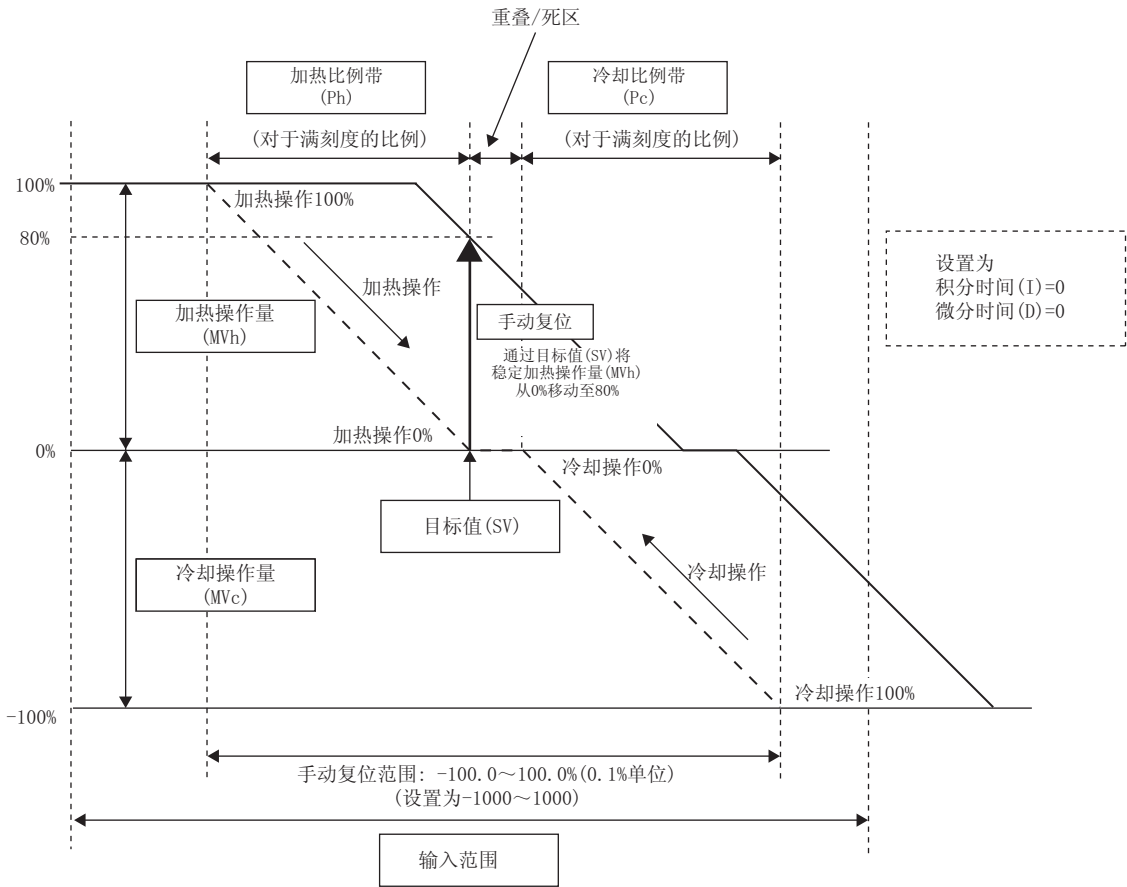 重叠/死区
加热比例带
(Ph)
冷却比例带
(Pc)
(对于满刻度的比例)
(对于满刻度的比例)
100%
加热操作100%
80%
设置为
积分时间(I)=0
微分时间(D)=0
加热操作
加热操作量
(MVh)
手动复位
通过目标值(SV)将
稳定加热操作量(MVh)
从0%移动至80%
加热操作0%
0%
冷却操作0%
目标值(SV)
冷却操作量
(MVc)
冷却操作
冷却操作100%
-100%
手动复位范围: -100.0～100.0%(0.1%单位)
(设置为-1000～1000)
输入范围